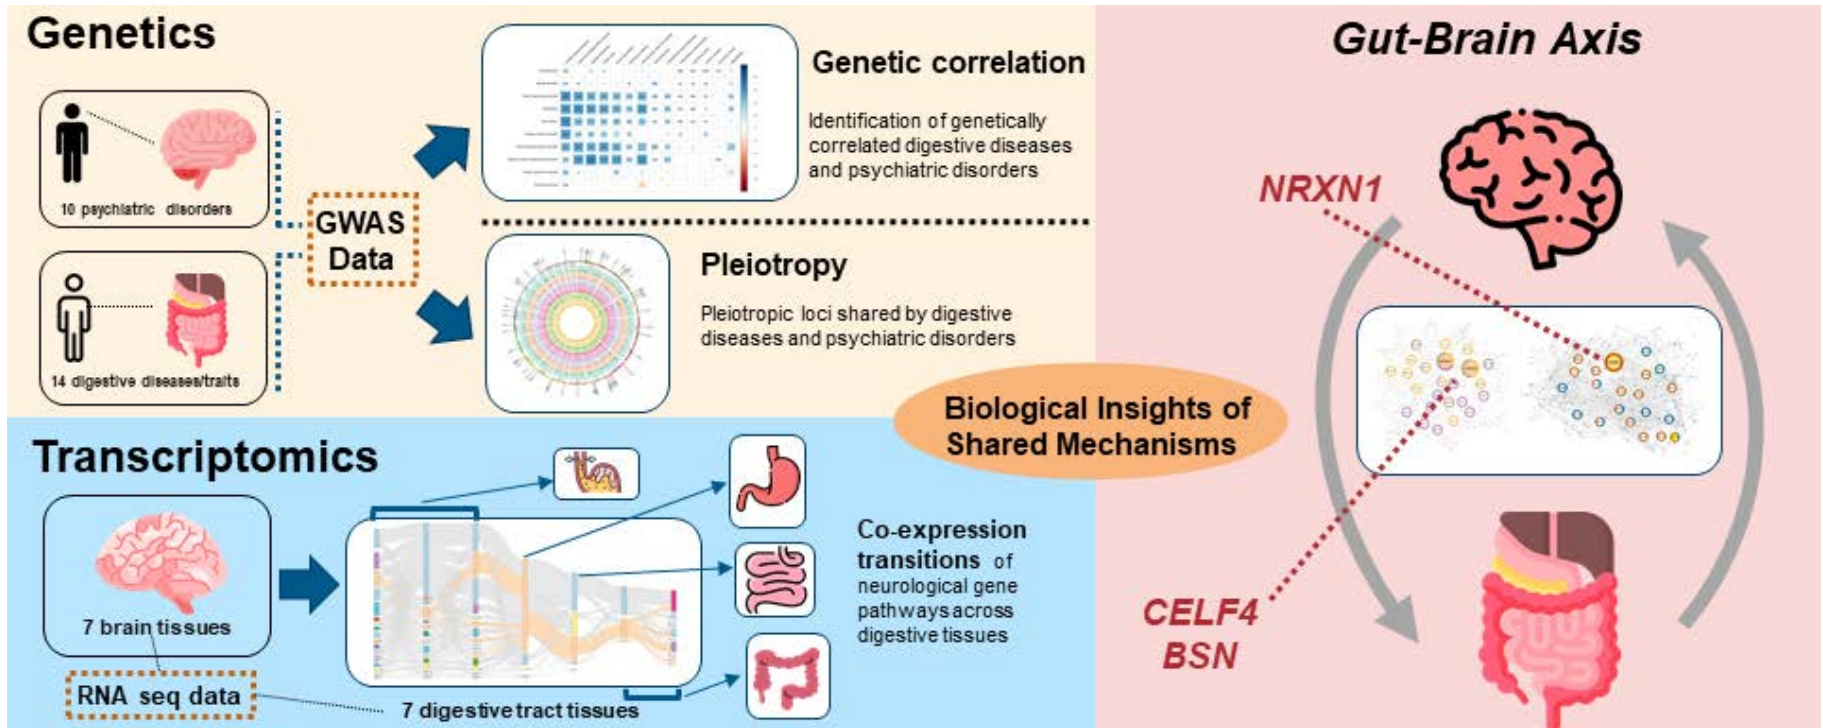 Genetics
10 psychiatric disorders
14 digestive diseases/traits
GWAS
Data
Genetic correlation
Identification of genetically
correlated digestive diseases
and psychiatric disorders
Pleiotropy
Pleiotropic loci shared by digestive
diseases and psychiatric disorders
Transcriptomics
7 brain tissues
RNA seq data
7 digestive tract tissues
Co-expression
transitions of
neurological gene
pathways across
digestive tissues
Biological Insights of
Shared Mechanisms
Gut-Brain Axis
NRXN1
CELF4
BSN